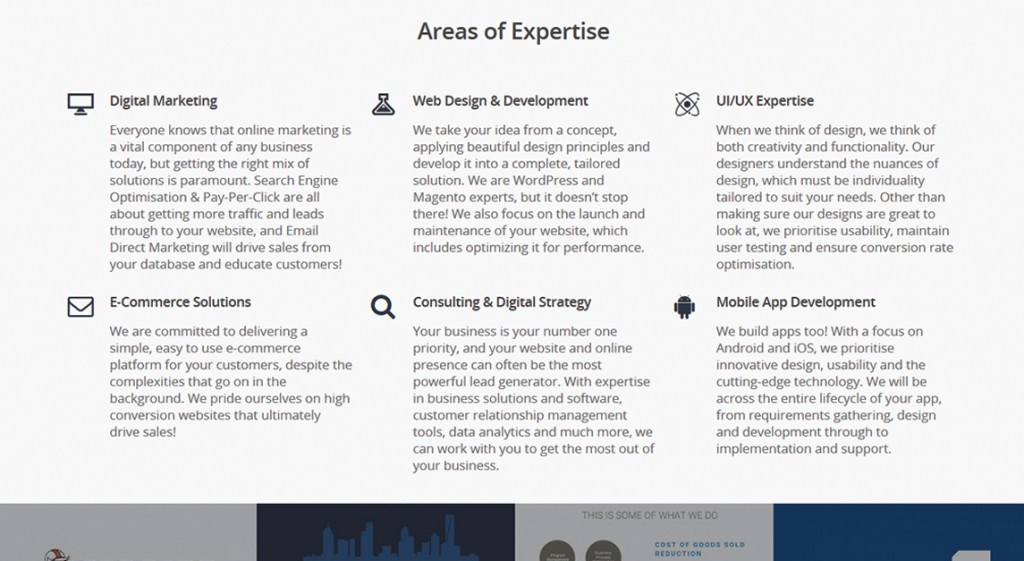 Areas of Expertise
Digital Marketing
Everyone knows that online marketing is
a vital component of any business
today, but getting the right mix of
solutions is paramount. Search Engine
Optimisation & Pay-Per-Click are all
about getting more traffic and leads
through to your website, and Email
Direct Marketing will drive sales from
your database and educate customers!
Web Design & Development
We take your idea from a concept,
applying beautiful design principles and
develop it into a complete, tailored
solution. We are WordPress and
Magento experts, but it doesn't stop
there! We also focus on the launch and
maintenance of your website, which
includes optimizing it for performance.
UI/UX Expertise
When we think of design, we think of
both creativity and functionality. Our
designers understand the nuances of
design, which must be individuality
tailored to suit your needs. Other than
making sure our designs are great to
look at, we prioritise usability, maintain
user testing and ensure conversion rate
optimisation.
E-Commerce Solutions
We are committed to delivering a
simple, easy to use e-commerce
platform for your customers, despite the
complexities that go on in the
background. We pride ourselves on high
conversion websites that ultimately
drive sales!
Consulting & Digital Strategy
Your business is your number one
priority, and your website and online
presence can often be the most
powerful lead generator. With expertise
in business solutions and software,
customer relationship management
tools, data analytics and much more, we
can work with you to get the most out of
your business.
Mobile App Development
We build apps too! With a focus on
Android and iOS, we prioritise
innovative design, usability and the
cutting-edge technology. We will be
across the entire lifecycle of your app,
from requirements gathering, design
and development through to
implementation and support.
THIS IS SOME OF WHAT WE DO
COST OF GOODS SOLD
REDUCTION